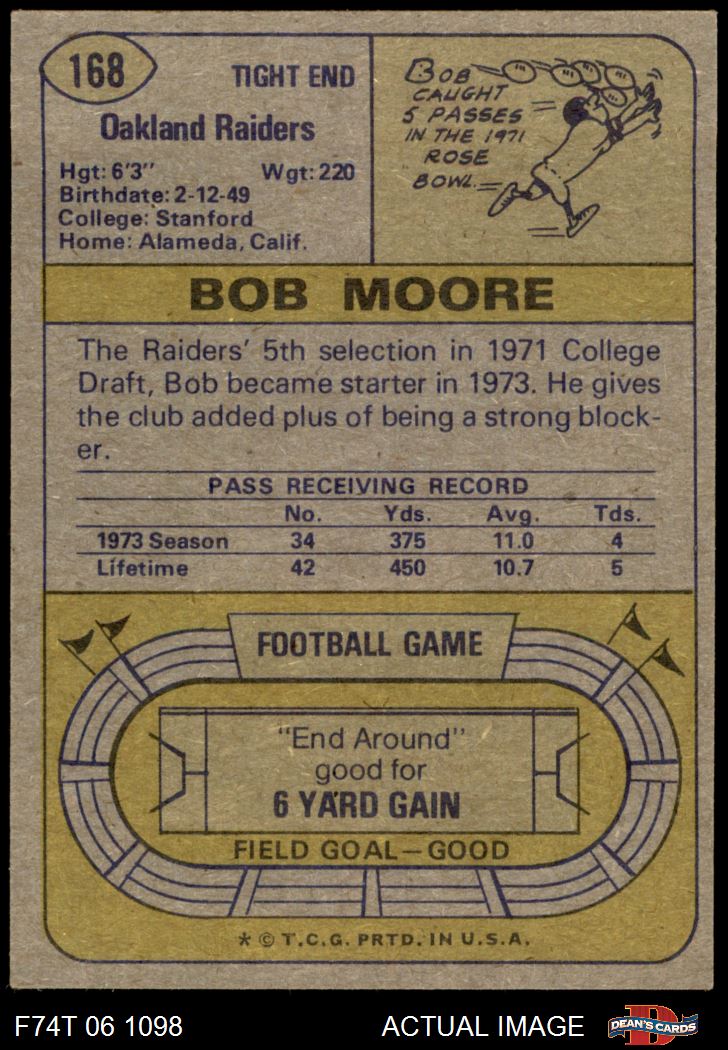 168
TIGHT END
Oakland Raiders
Hgt: 6'3" Wgt: 220
Birthdate: 2-12-49
College: Stanford
Home: Alameda, Calif.
BOB
CAUGHT
5 PASSES
IN THE 1971
ROSE
BOWL.
BOB MOORE
The Raiders' 5th selection in 1971 College
Draft, Bob became starter in 1973. He gives
the club added plus of being a strong block-
er.
PASS RECEIVING RECORD
No. Yds. Avg. Tds.
1973 Season 34 375 11.0 4
Lifetime 42 450 10.7 5
FOOTBALL GAME
"End Around"
good for
6 YARD GAIN
FIELD GOAL—GOOD
* © T.C.G. PRTD. IN U.S.A.
F74T 06 1098 ACTUAL IMAGE
D
DEAN'S CARDS